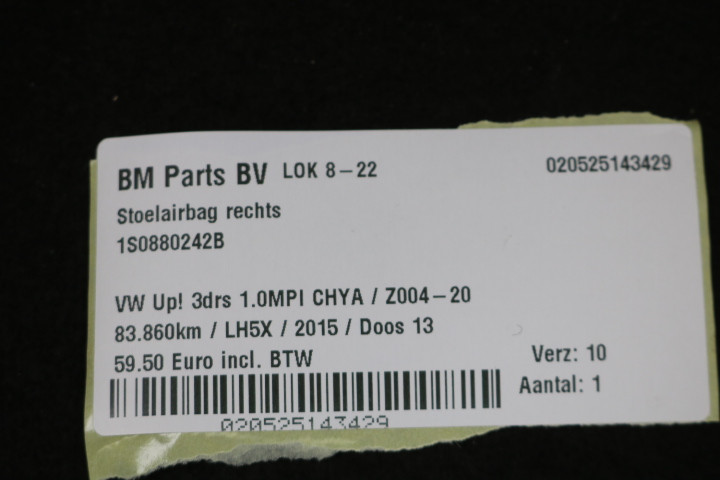 BM Parts BV LOK 8-22 020525143429
Stoelairbag rechts
1S0880242B
VW Up! 3drs 1.0MPI CHYA / Z004-20
83.860km / LH5X / 2015 / Doos 13
59.50 Euro incl. BTW Verz: 10
Aantal: 1
020525143429